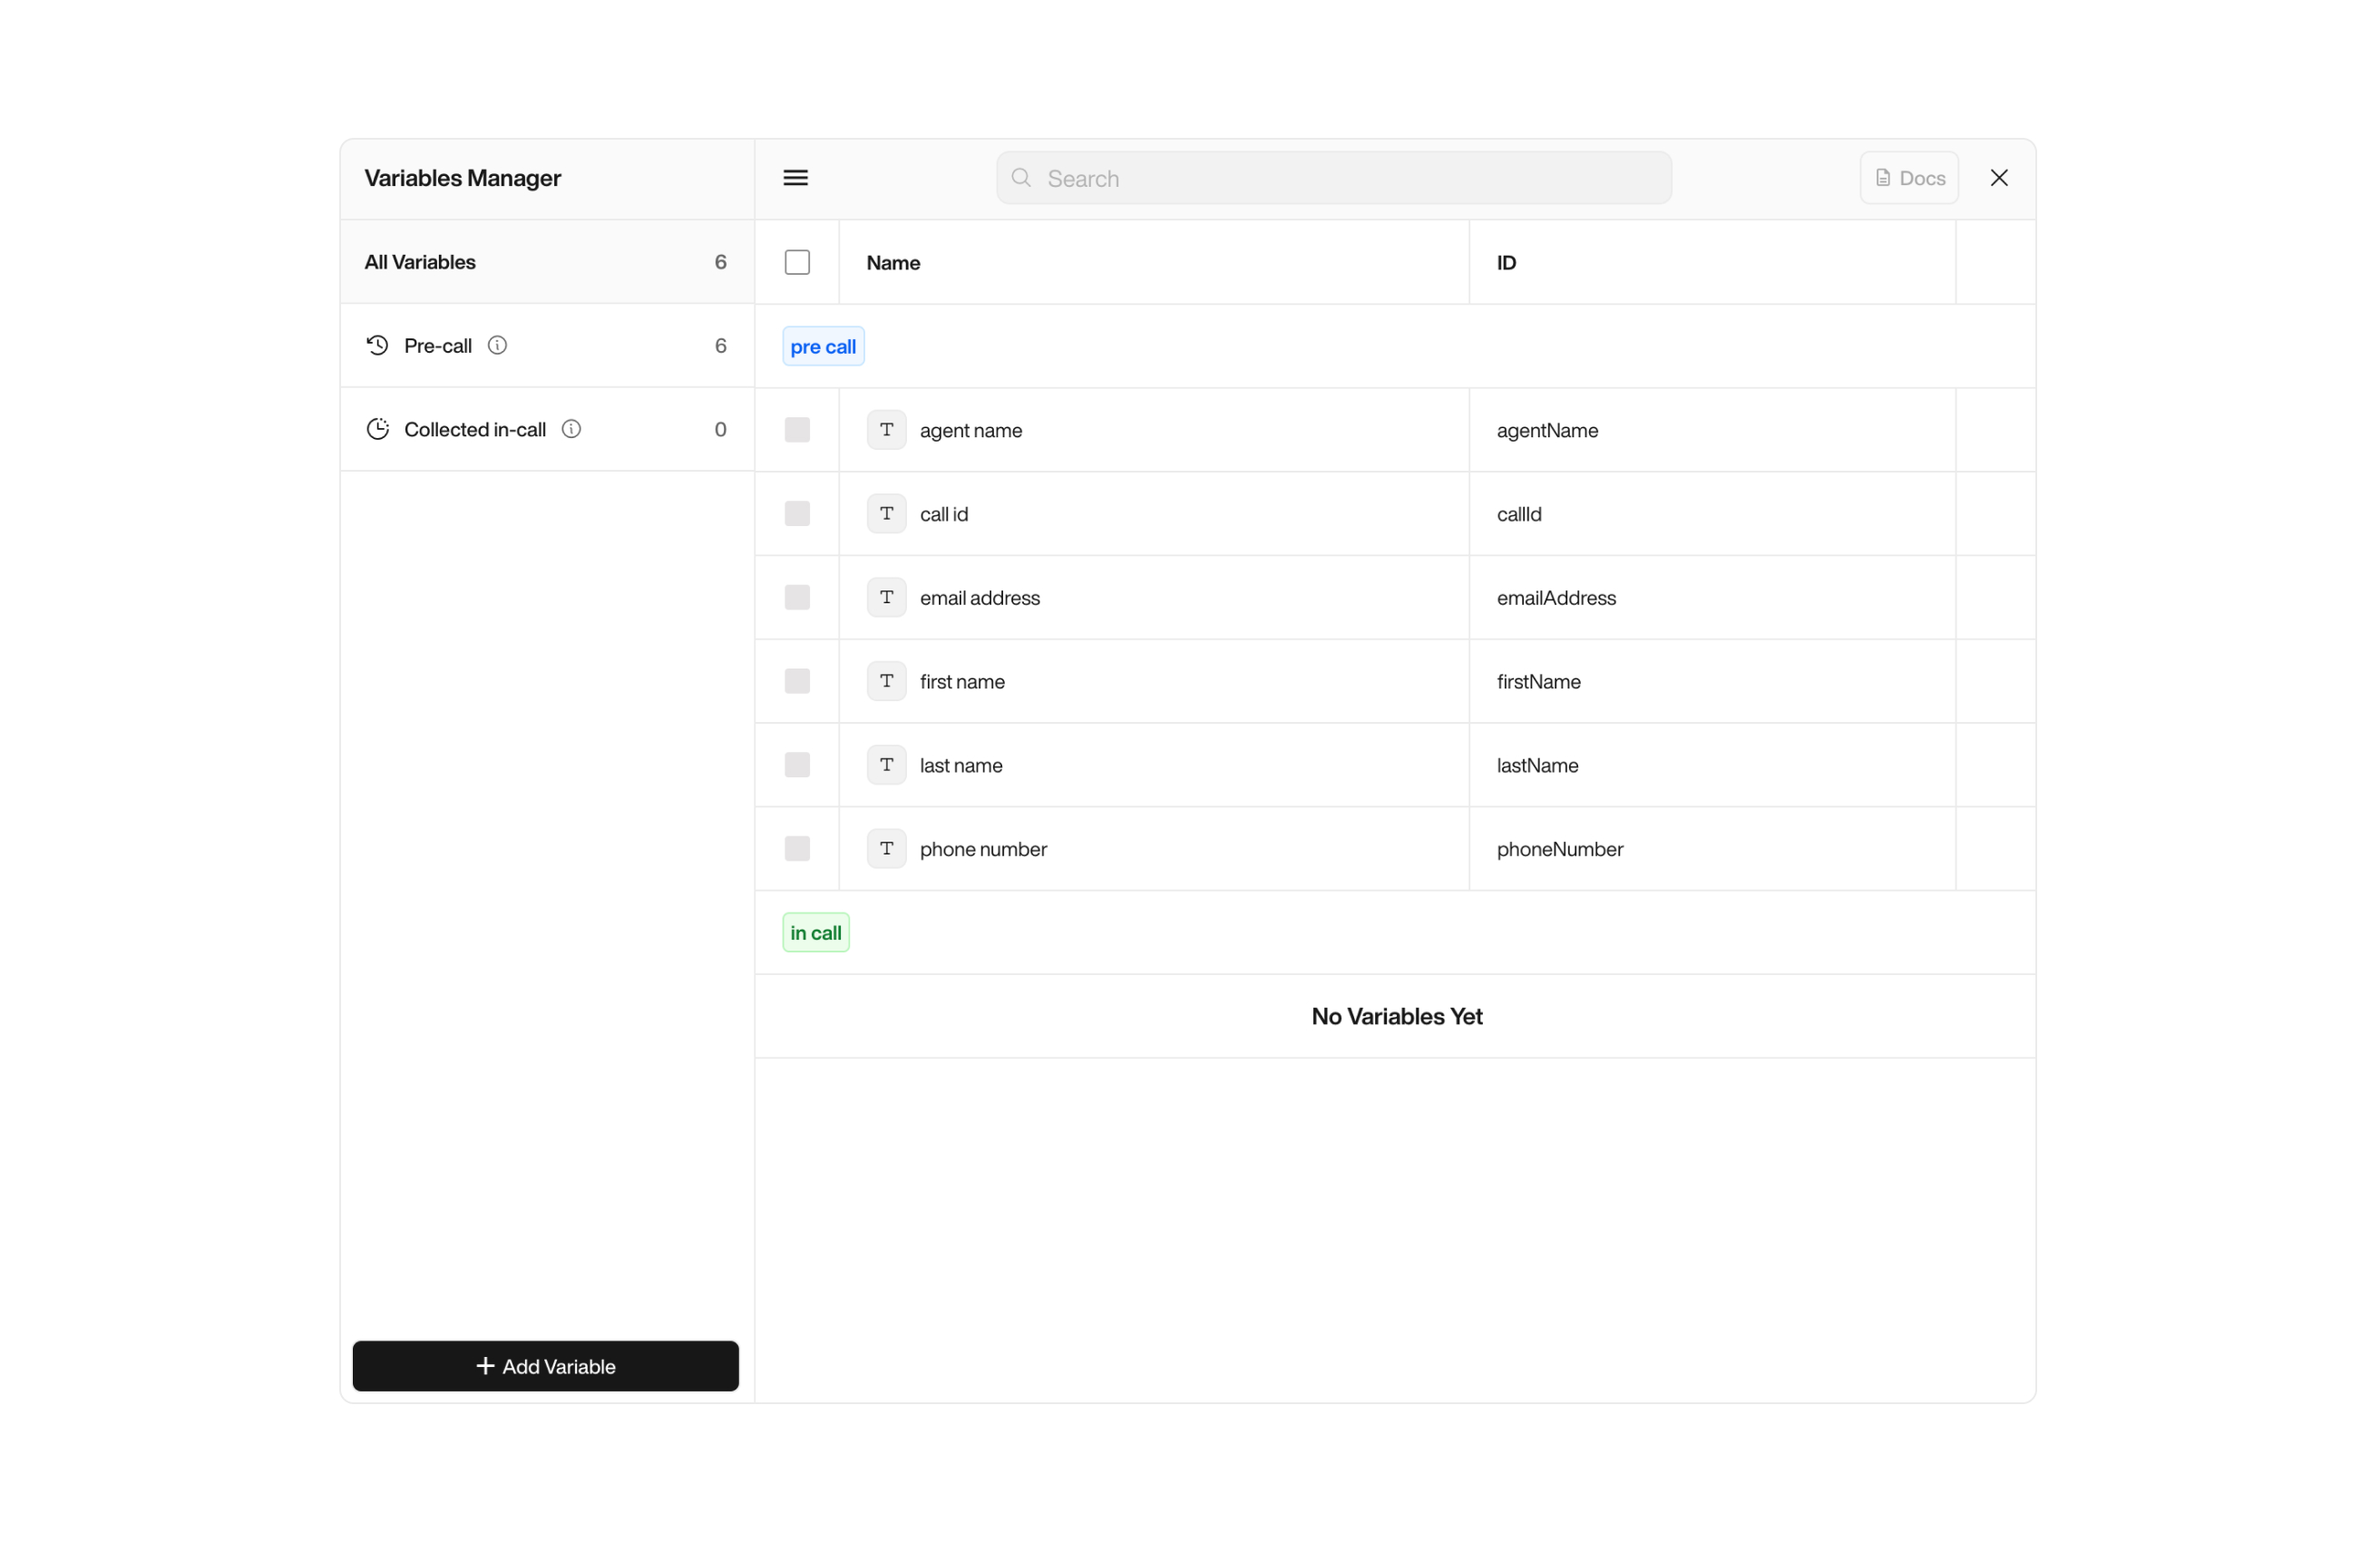 Variables Manager
Search
Docs
All Variables 6
Pre-call 6
Collected in-call 0
Name ID
pre call
T agent name agentName
T call id callId
T email address emailAddress
T first name firstName
T last name lastName
T phone number phoneNumber
in call
No Variables Yet
+ Add Variable